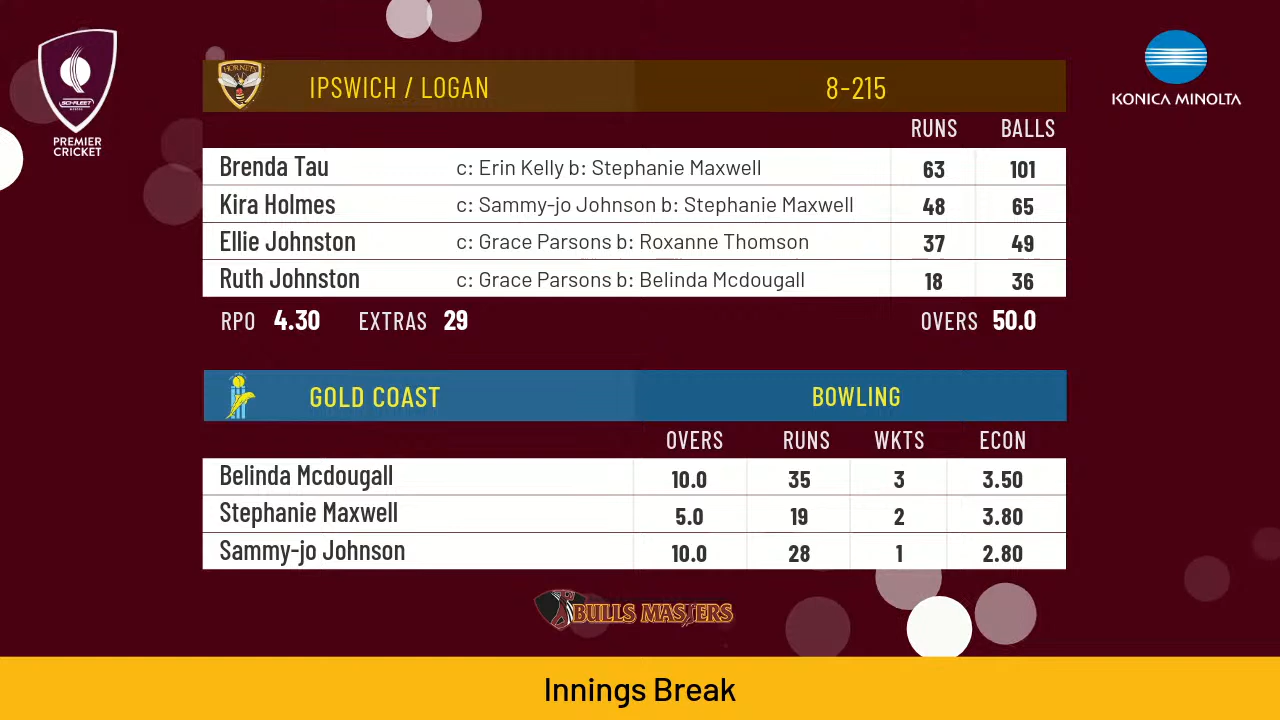 HORNETS
SCI-FLEET
PREMIER
CRICKET
KONICA MINOLTA
IPSWICH / LOGAN 8-215
RUNS BALLS
Brenda Tau c: Erin Kelly b: Stephanie Maxwell 63 101
Kira Holmes c: Sammy-jo Johnson b: Stephanie Maxwell 48 65
Ellie Johnston c: Grace Parsons b: Roxanne Thomson 37 49
Ruth Johnston c: Grace Parsons b: Belinda Mcdougall 18 36
RPO 4.30 EXTRAS 29 OVERS 50.0
GOLD COAST BOWLING
OVERS RUNS WKTS ECON
Belinda Mcdougall 10.0 35 3 3.50
Stephanie Maxwell 5.0 19 2 3.80
Sammy-jo Johnson 10.0 28 1 2.80
BULLS MASTERS
Innings Break